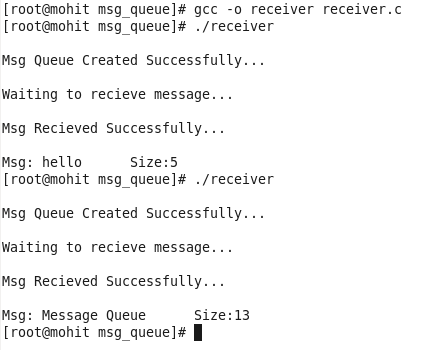 [root@mohit msg_queue]# gcc -o receiver receiver.c
[root@mohit msg_queue]# ./receiver
Msg Queue Created Successfully...
Waiting to recieve message...
Msg Recieved Successfully...
Msg: hello      Size:5
[root@mohit msg_queue]# ./receiver
Msg Queue Created Successfully...
Waiting to recieve message...
Msg Recieved Successfully...
Msg: Message Queue      Size:13
[root@mohit msg_queue]#